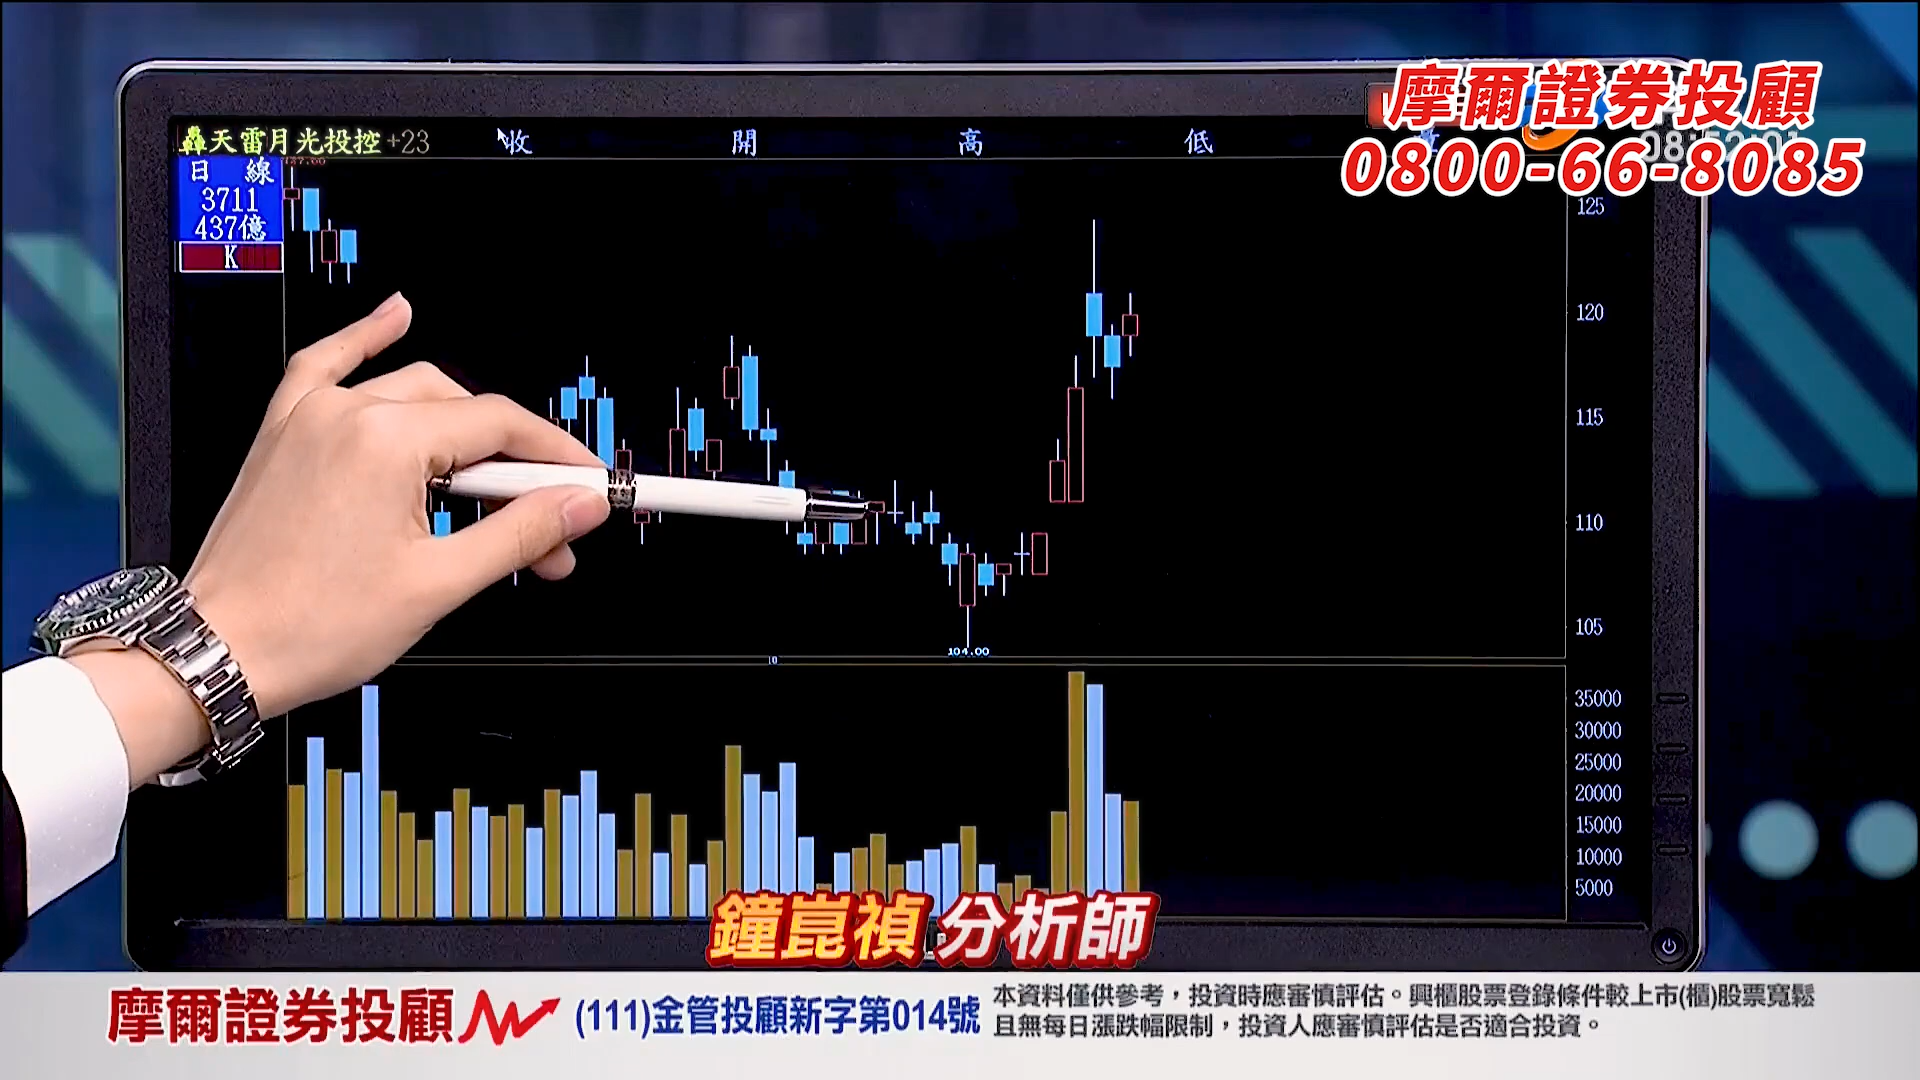 摩爾證券投顧
0800-66-8085
轟天雷月光投控+23 收 開 高 低
日 線
3711
437億
K
137.00
125
120
115
110
105
104.00
35000
30000
25000
20000
15000
10000
5000
鐘崑禎 分析師
摩爾證券投顧 (111)金管投顧新字第014號
本資料僅供參考，投資時應審慎評估。興櫃股票登錄條件較上市(櫃)股票寬鬆
且無每日漲跌幅限制，投資人應審慎評估是否適合投資。